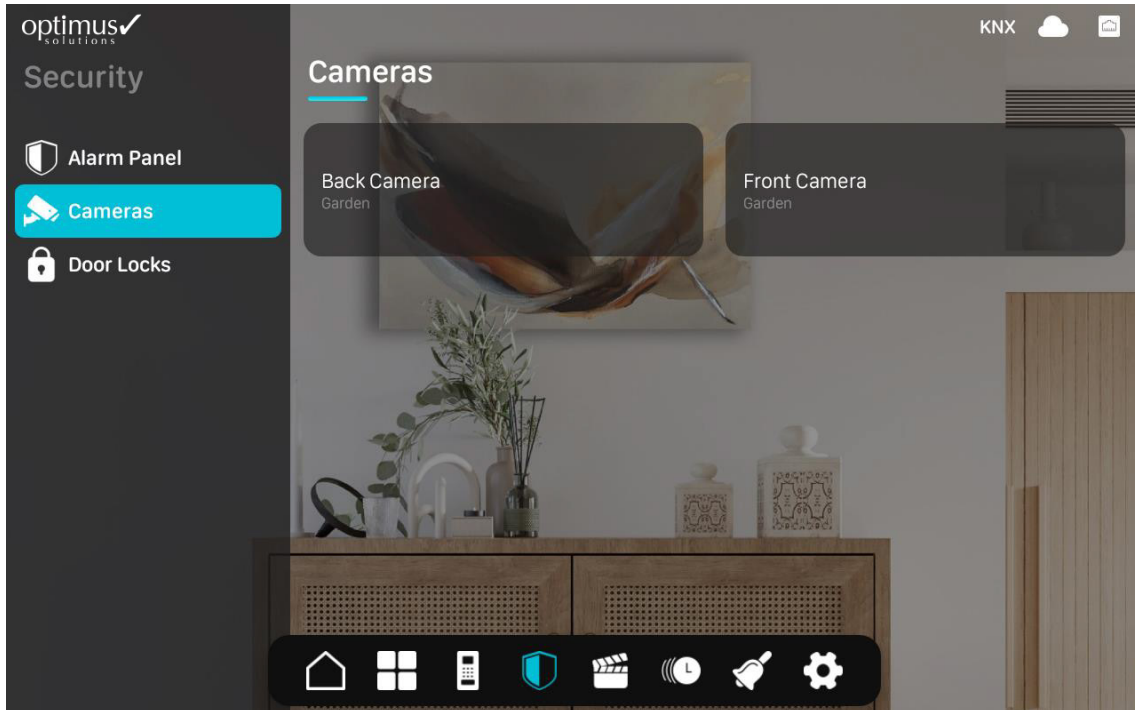 optimus
solutions
KNX
Security
Cameras
Alarm Panel
Cameras
Door Locks
Back Camera
Garden
Front Camera
Garden